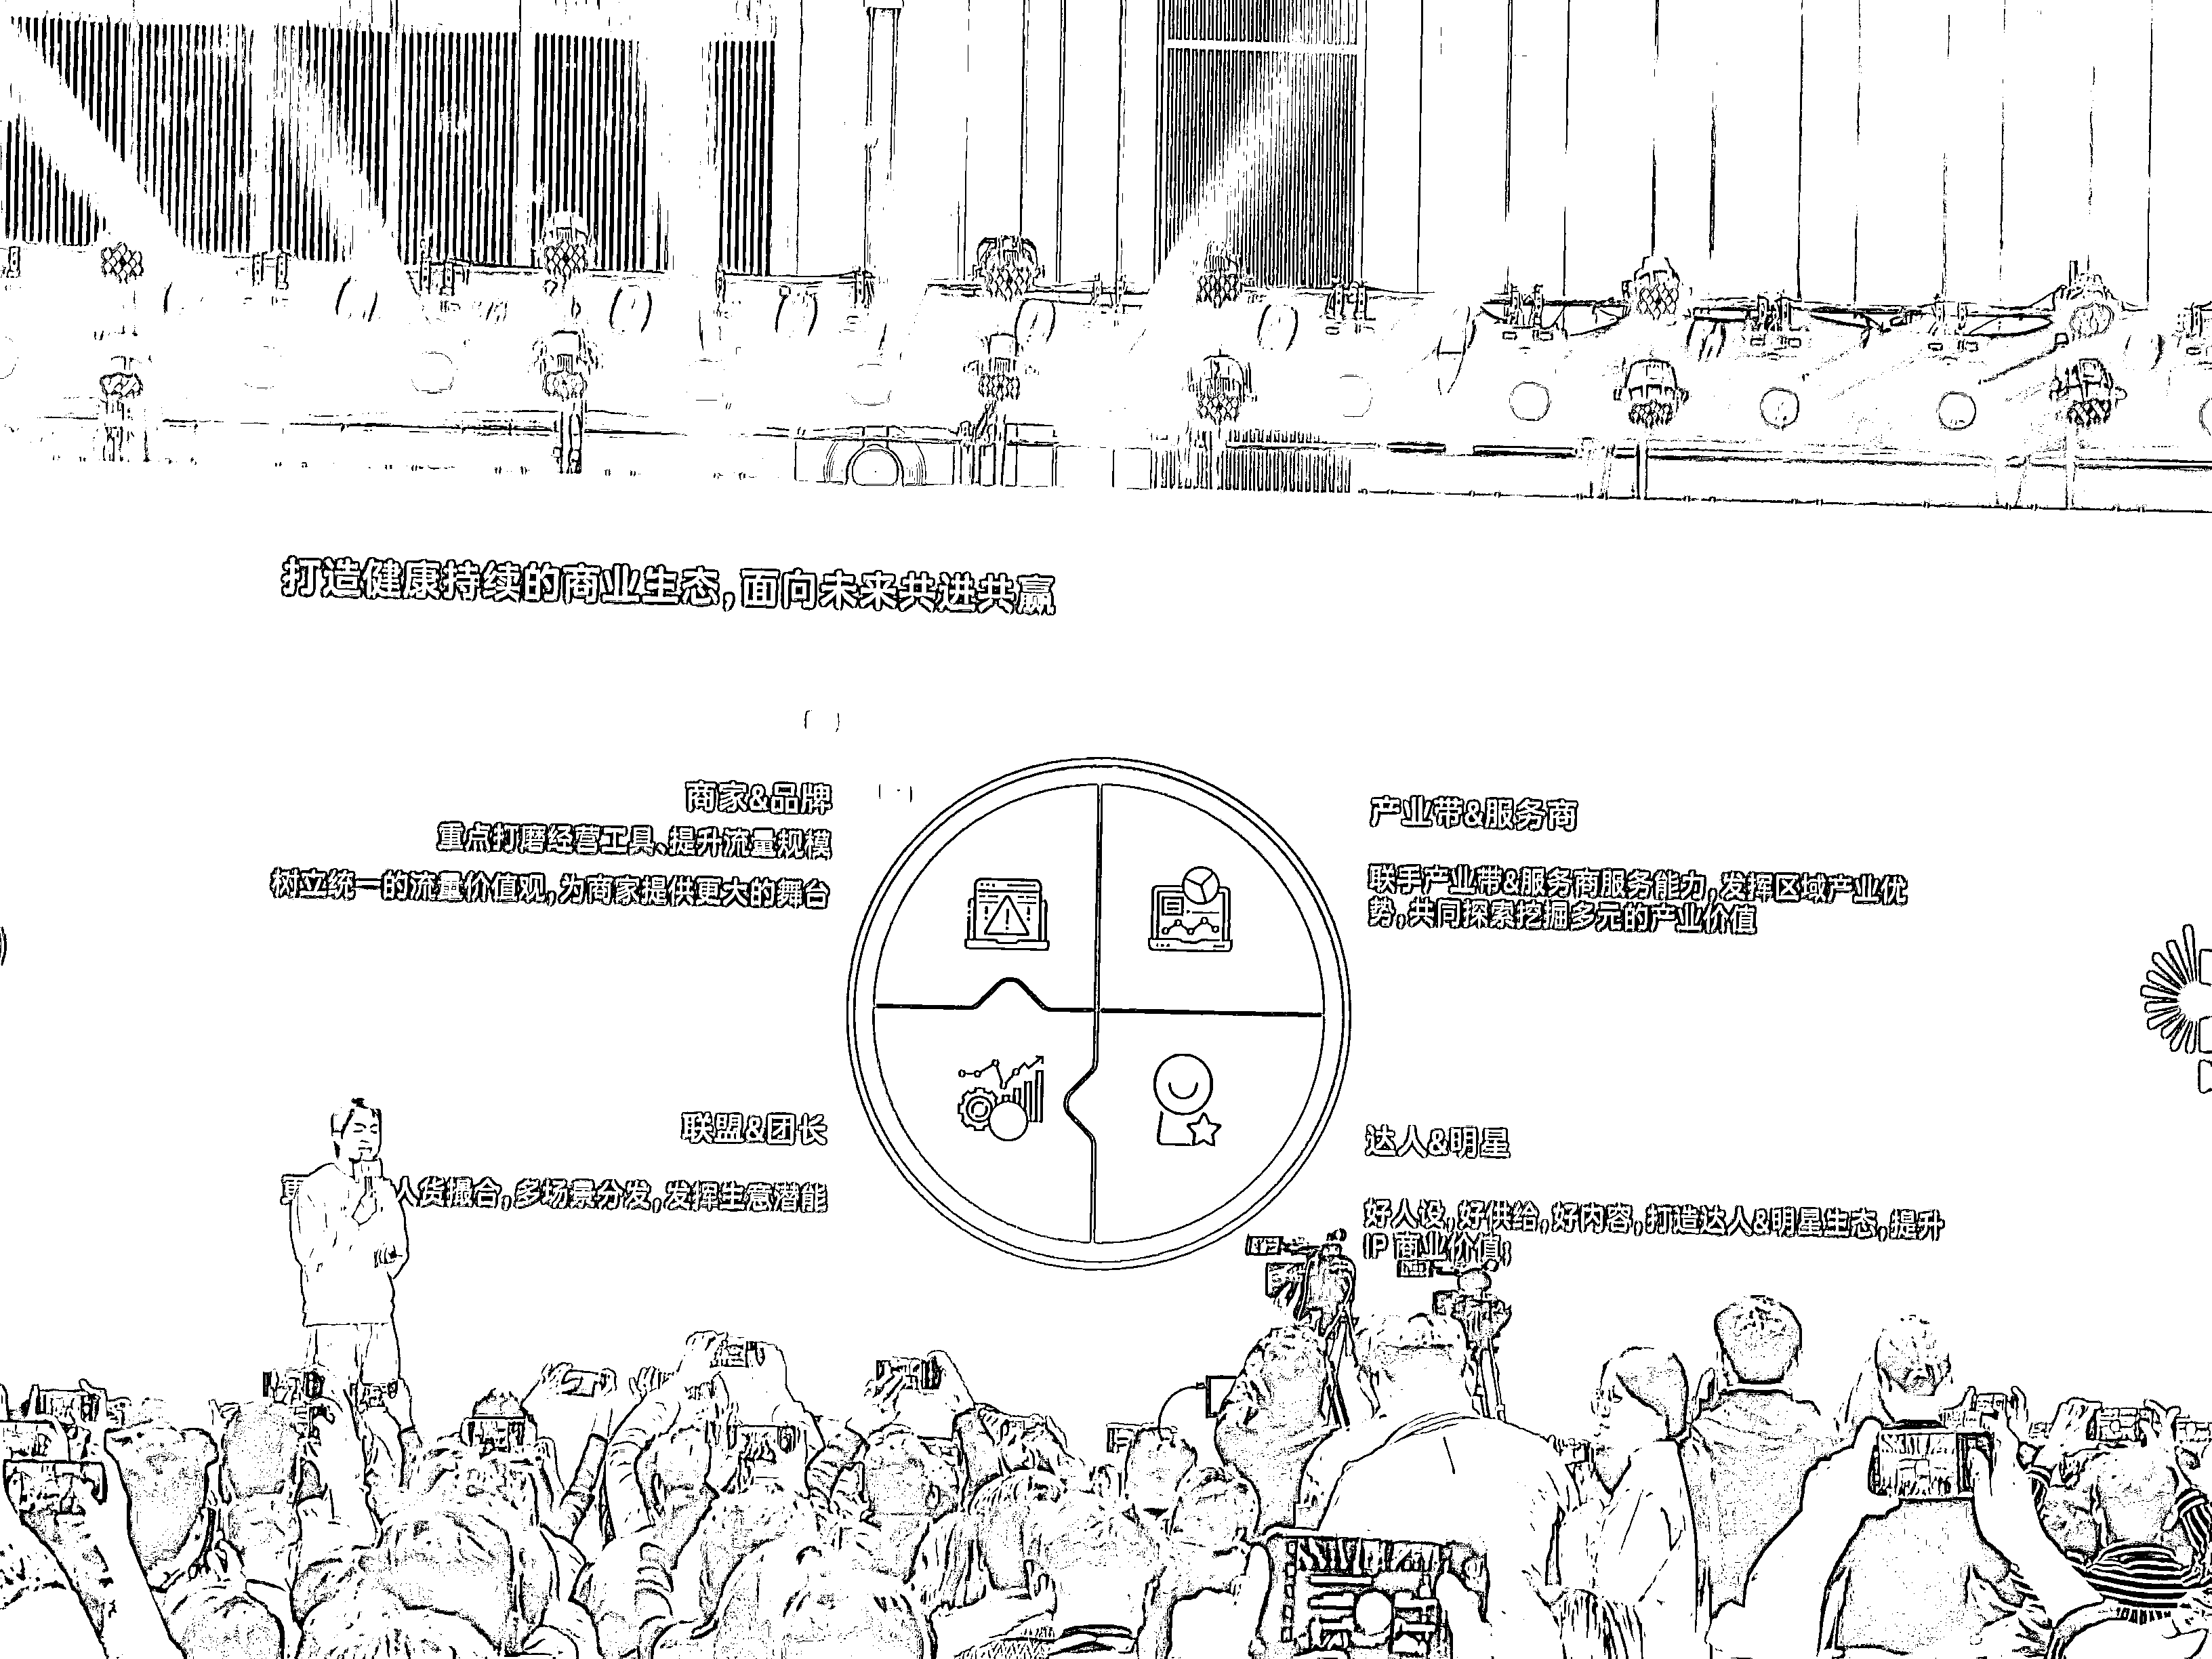 打造健康持续的商业生态,面向未来共进共赢
商家&品牌
重点打磨经营工具、提升流量规模
树立统一的流量价值观,为商家提供更大的舞台
产业带&服务商
联手产业带&服务商服务能力,发挥区域产业优
势,共同探索挖掘多元的产业价值
联盟&团长
人货撮合,多场景分发,发挥生意潜能
达人&明星
好人设,好供给,好内容,打造达人&明星生态,提升
IP 商业价值;